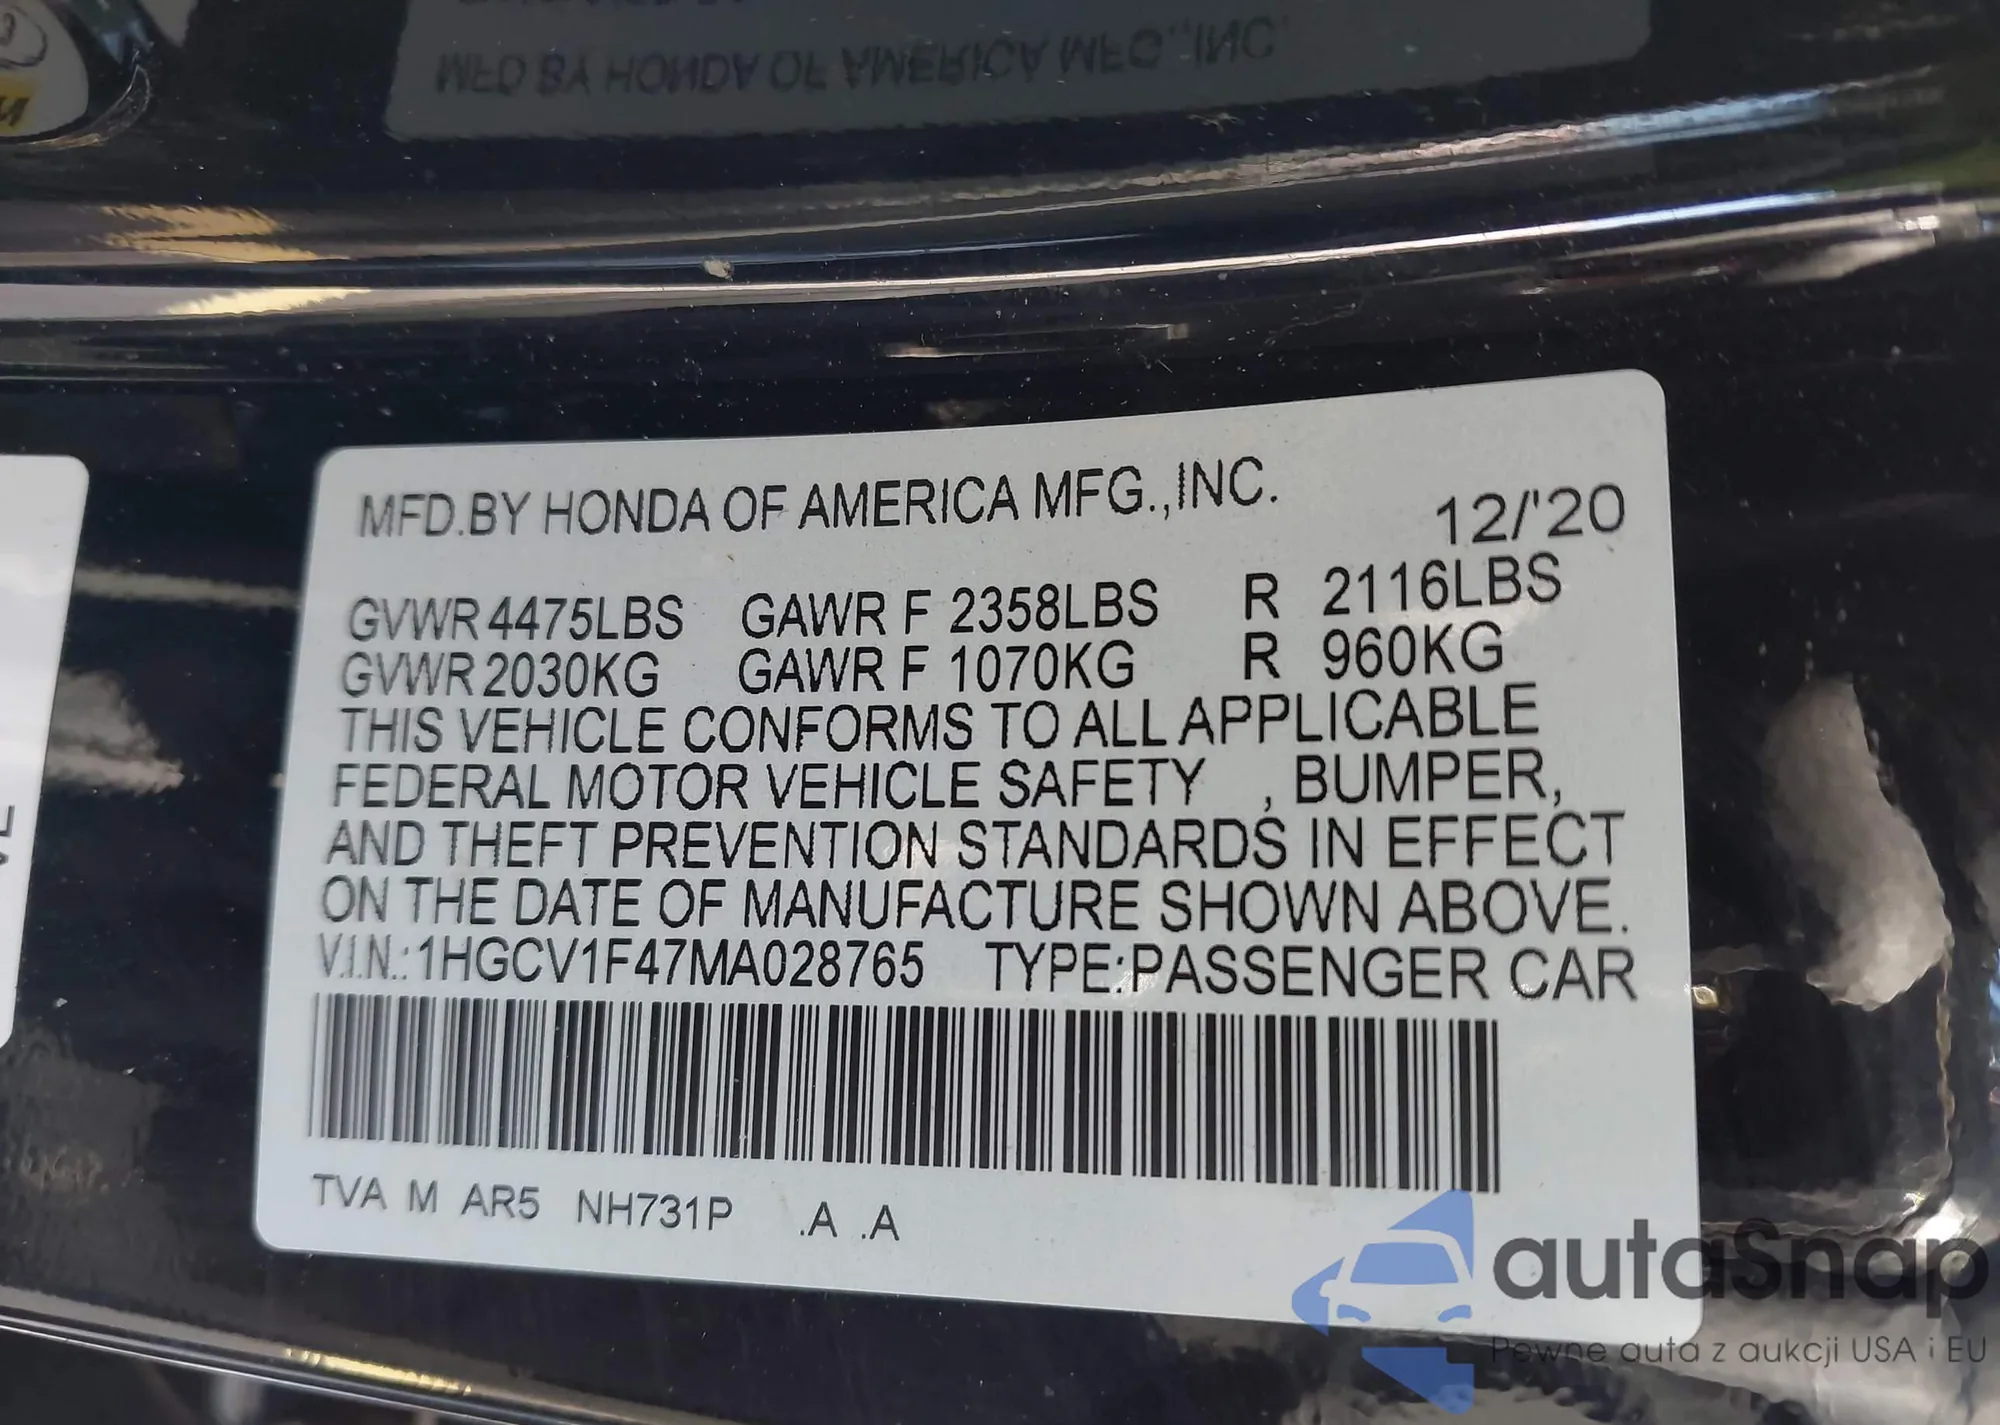 MFD.BY HONDA OF AMERICA MFG.,INC.
MFD.BY HONDA OF AMERICA MFG.,INC. 12/'20
GVWR 4475LBS GAWR F 2358LBS R 2116LBS
GVWR 2030KG GAWR F 1070KG R 960KG
THIS VEHICLE CONFORMS TO ALL APPLICABLE
FEDERAL MOTOR VEHICLE SAFETY , BUMPER,
AND THEFT PREVENTION STANDARDS IN EFFECT
ON THE DATE OF MANUFACTURE SHOWN ABOVE.
V.I.N.:1HGCV1F47MA028765 TYPE:PASSENGER CAR
TVA M AR5 NH731P .A .A
autaSnap
Pewne auta z aukcji USA i EU